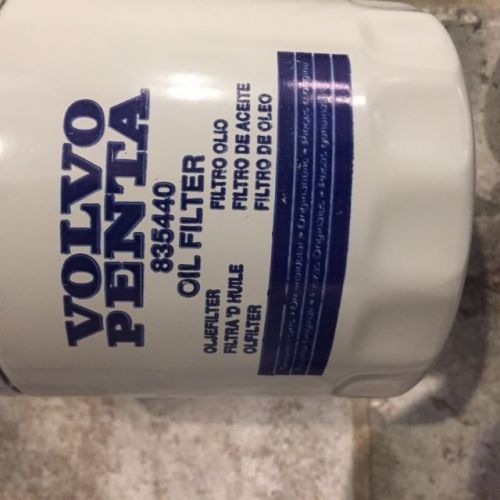 VOLVO
PENTA
835440
OIL FILTER
OLJEFILTER FILTRO OLIO
FILTRA'D HUILE FILTRO DE ACEITE
OLFILTER FILTRO DE OLEO